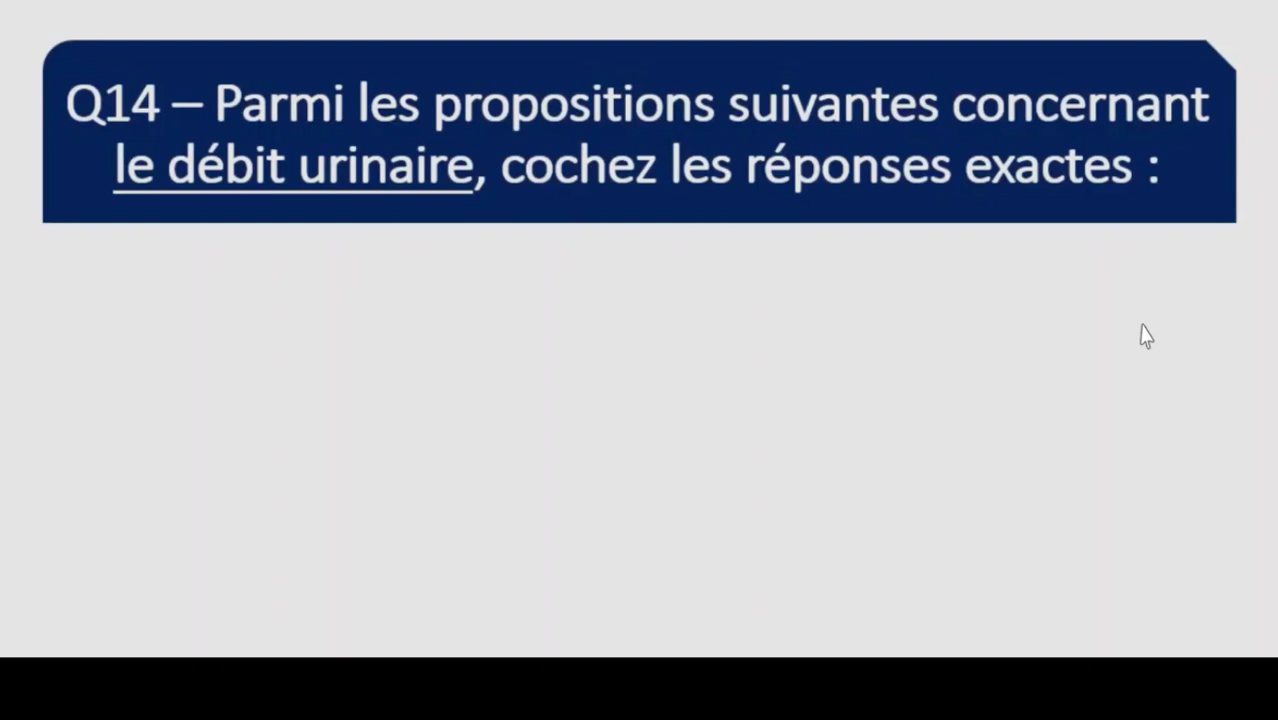 Q14 – Parmi les propositions suivantes concernant
le débit urinaire, cochez les réponses exactes :